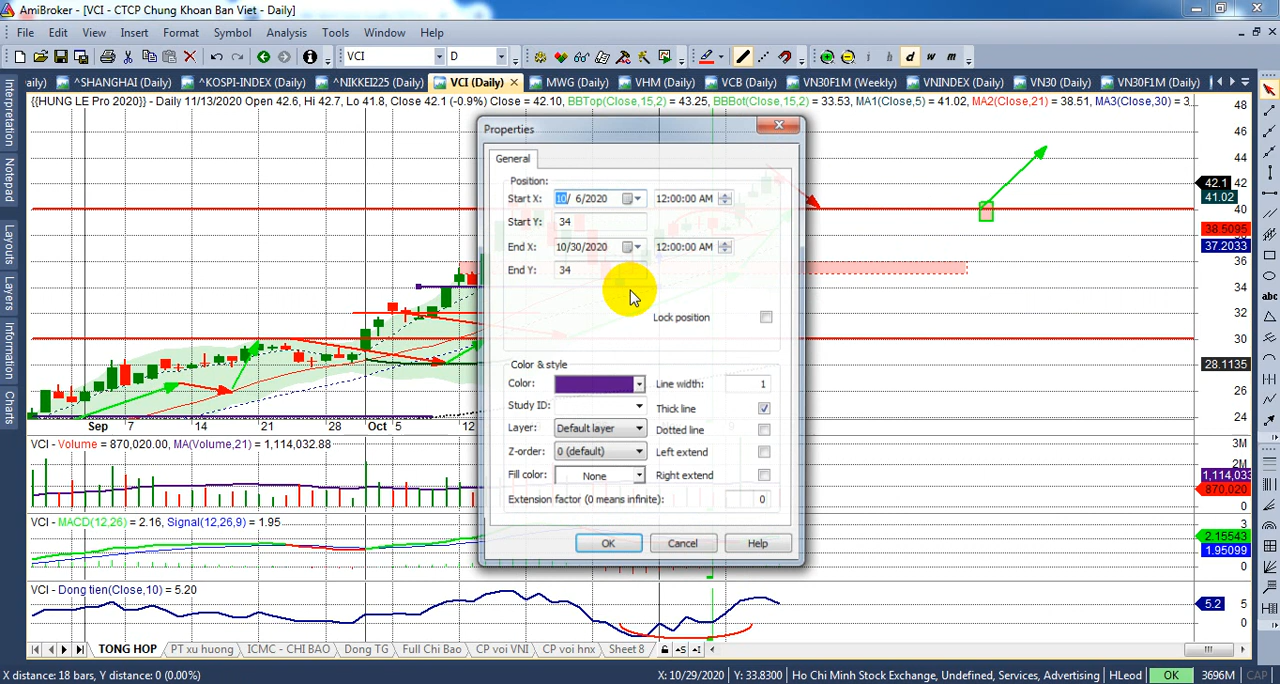 AmiBroker - [VCI - CTCP Chung Khoan Ban Viet - Daily]
File Edit View Insert Format Symbol Analysis Tools Window Help
VCI D i h d w m
aily) ^SHANGHAI (Daily) ^KOSPI-INDEX (Daily) ^NIKKEI225 (Daily) VCI (Daily) MWG (Daily) VHM (Daily) VCB (Daily) VN30F1M (Weekly) VNINDEX (Daily) VN30 (Daily) VN30F1M (Daily)
{{HUNG LE Pro 2020}} - Daily 11/13/2020 Open 42.6, Hi 42.7, Lo 41.8, Close 42.1 (-0.9%) Close = 42.10, BBTop(Close,15,2) = 43.25, BBBot(Close,15,2) = 33.53, MA1(Close,5) = 41.02, MA2(Close,21) = 38.51, MA3(Close,30) = 3...
Interpretation
Notepad
Layouts
Layers
Information
Charts
Properties
General
Position:
Start X: 10/ 6/2020 12:00:00 AM
Start Y: 34
End X: 10/30/2020 12:00:00 AM
End Y: 34
Lock position
Color & style
Color: Line width: 1
Study ID: Thick line
Layer: Default layer Dotted line
Z-order: 0 (default) Left extend
Fill color: None Right extend
Extension factor (0 means infinite): 0
OK Cancel Help
48
46
44
42.1
42
41.02
40
38.5095
37.2033
36
34
32
30
28.1135
26
24
Sep 7 14 21 28 Oct 5 12
VCI - Volume = 870,020.00, MA(Volume,21) = 1,114,032.88
3M
2M
1,114,033
870,020
0
VCI - MACD(12,26) = 2.16, Signal(12,26,9) = 1.95
3
2.15543
1.95099
0
VCI - Dong tien(Close,10) = 5.20
5.2
5
0
TONG HOP PT xu huong ICMC - CHI BAO Dong TG Full Chi Bao CP voi VNI CP voi hnx Sheet 8
abc
X distance: 18 bars, Y distance: 0 (0.00%) X: 10/29/2020 Y: 33.8300 Ho Chi Minh Stock Exchange, Undefined, Services, Advertising HLeod OK 3696M CAP